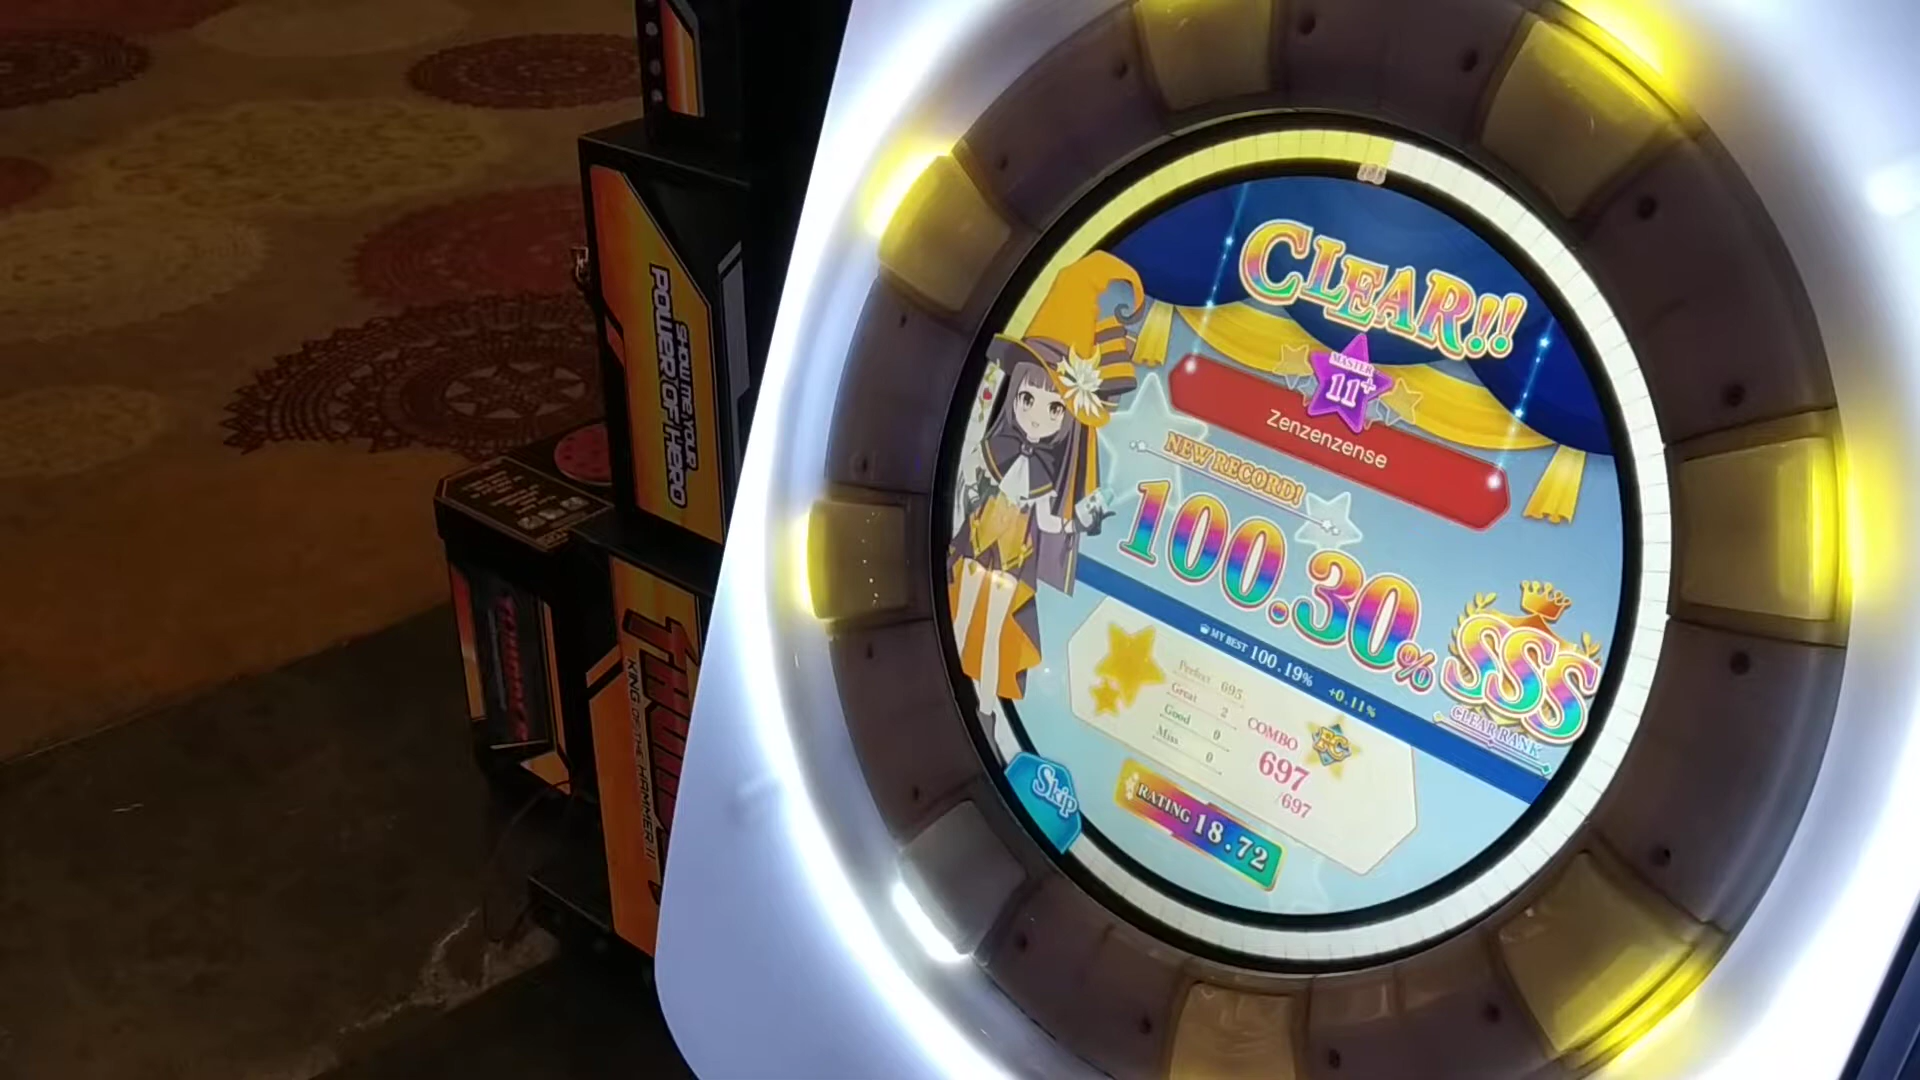 SHOW ME YOUR
POWER OF HERO
KING OF THE HAMMER II
CLEAR!!
MASTER
11+
Zenzenzense
NEW RECORD!
100.30%
SSS
CLEAR RANK
MY BEST 100.19% +0.11%
Perfect 695
Great 2
Good 0
Miss 0
COMBO
FC
697
/697
Skip
RATING 18.72